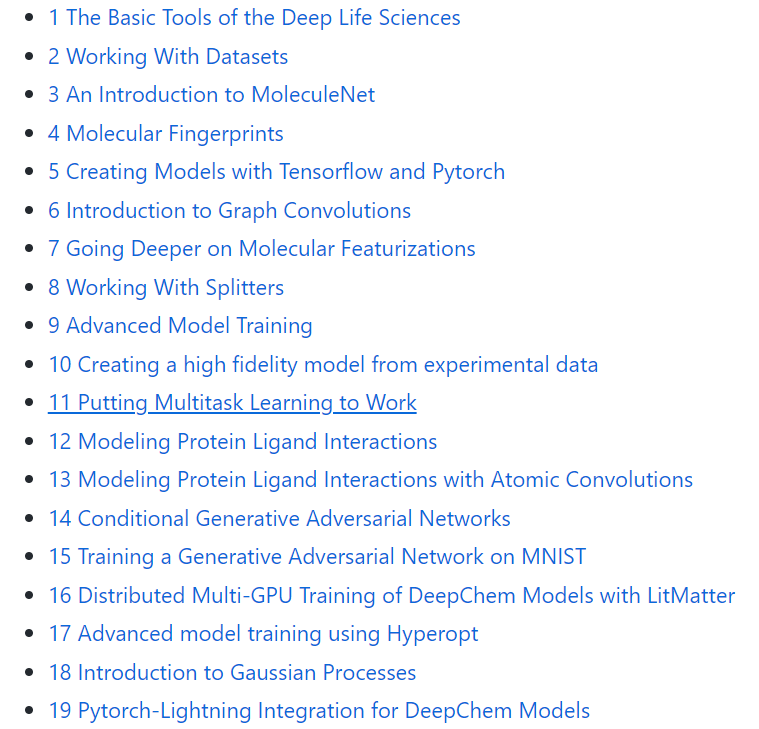 1 The Basic Tools of the Deep Life Sciences
2 Working With Datasets
3 An Introduction to MoleculeNet
4 Molecular Fingerprints
5 Creating Models with Tensorflow and Pytorch
6 Introduction to Graph Convolutions
7 Going Deeper on Molecular Featurizations
8 Working With Splitters
9 Advanced Model Training
10 Creating a high fidelity model from experimental data
11 Putting Multitask Learning to Work
12 Modeling Protein Ligand Interactions
13 Modeling Protein Ligand Interactions with Atomic Convolutions
14 Conditional Generative Adversarial Networks
15 Training a Generative Adversarial Network on MNIST
16 Distributed Multi-GPU Training of DeepChem Models with LitMatter
17 Advanced model training using Hyperopt
18 Introduction to Gaussian Processes
19 Pytorch-Lightning Integration for DeepChem Models